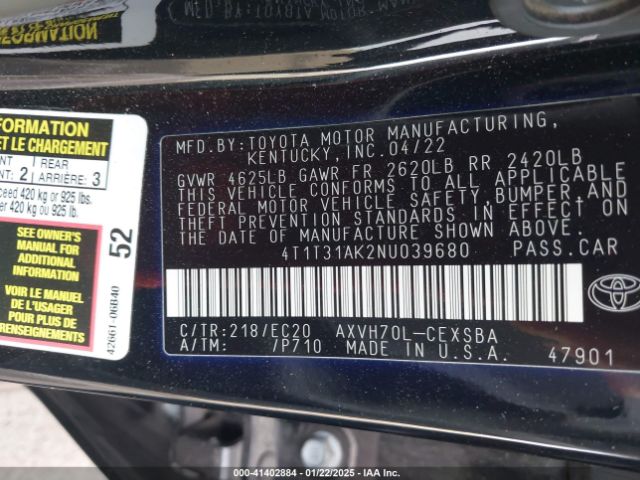 FORMATION
ET LE CHARGEMENT
REAR
2 ARRIÈRE: 3
420 kg or 925 lbs.
420 kg ou 925 lb.
SEE OWNER'S
MANUAL FOR
ADDITIONAL
INFORMATION
VOIR LE MANUEL
DE L'USAGER
POUR PLUS DE
RENSEIGNEMENTS
52
42661-06B40
MFD.BY:TOYOTA MOTOR MANUFACTURING,
KENTUCKY,INC.04/22
GVWR 4625LB GAWR FR 2620LB RR 2420LB
THIS VEHICLE CONFORMS TO ALL APPLICABLE
FEDERAL MOTOR VEHICLE SAFETY,BUMPER,AND
THEFT PREVENTION STANDARDS IN EFFECT ON
THE DATE OF MANUFACTURE SHOWN ABOVE.
4T1T31AK2NU039680 PASS.CAR
C/TR:218/EC20 AXVH70L-CEXSBA
A/TM: /P710 MADE IN U.S.A.
47901
TOYOTA
000-41402884 | 01/22/2025 | IAA Inc.